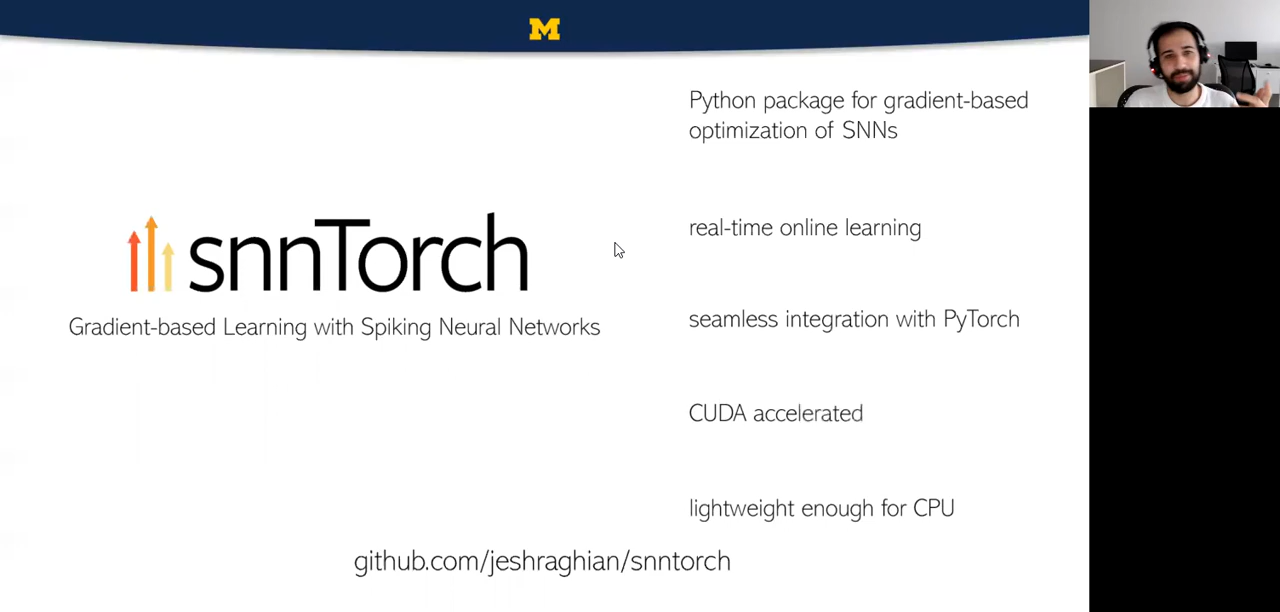 M
snnTorch
Gradient-based Learning with Spiking Neural Networks
Python package for gradient-based
optimization of SNNs
real-time online learning
seamless integration with PyTorch
CUDA accelerated
lightweight enough for CPU
github.com/jeshraghian/snntorch